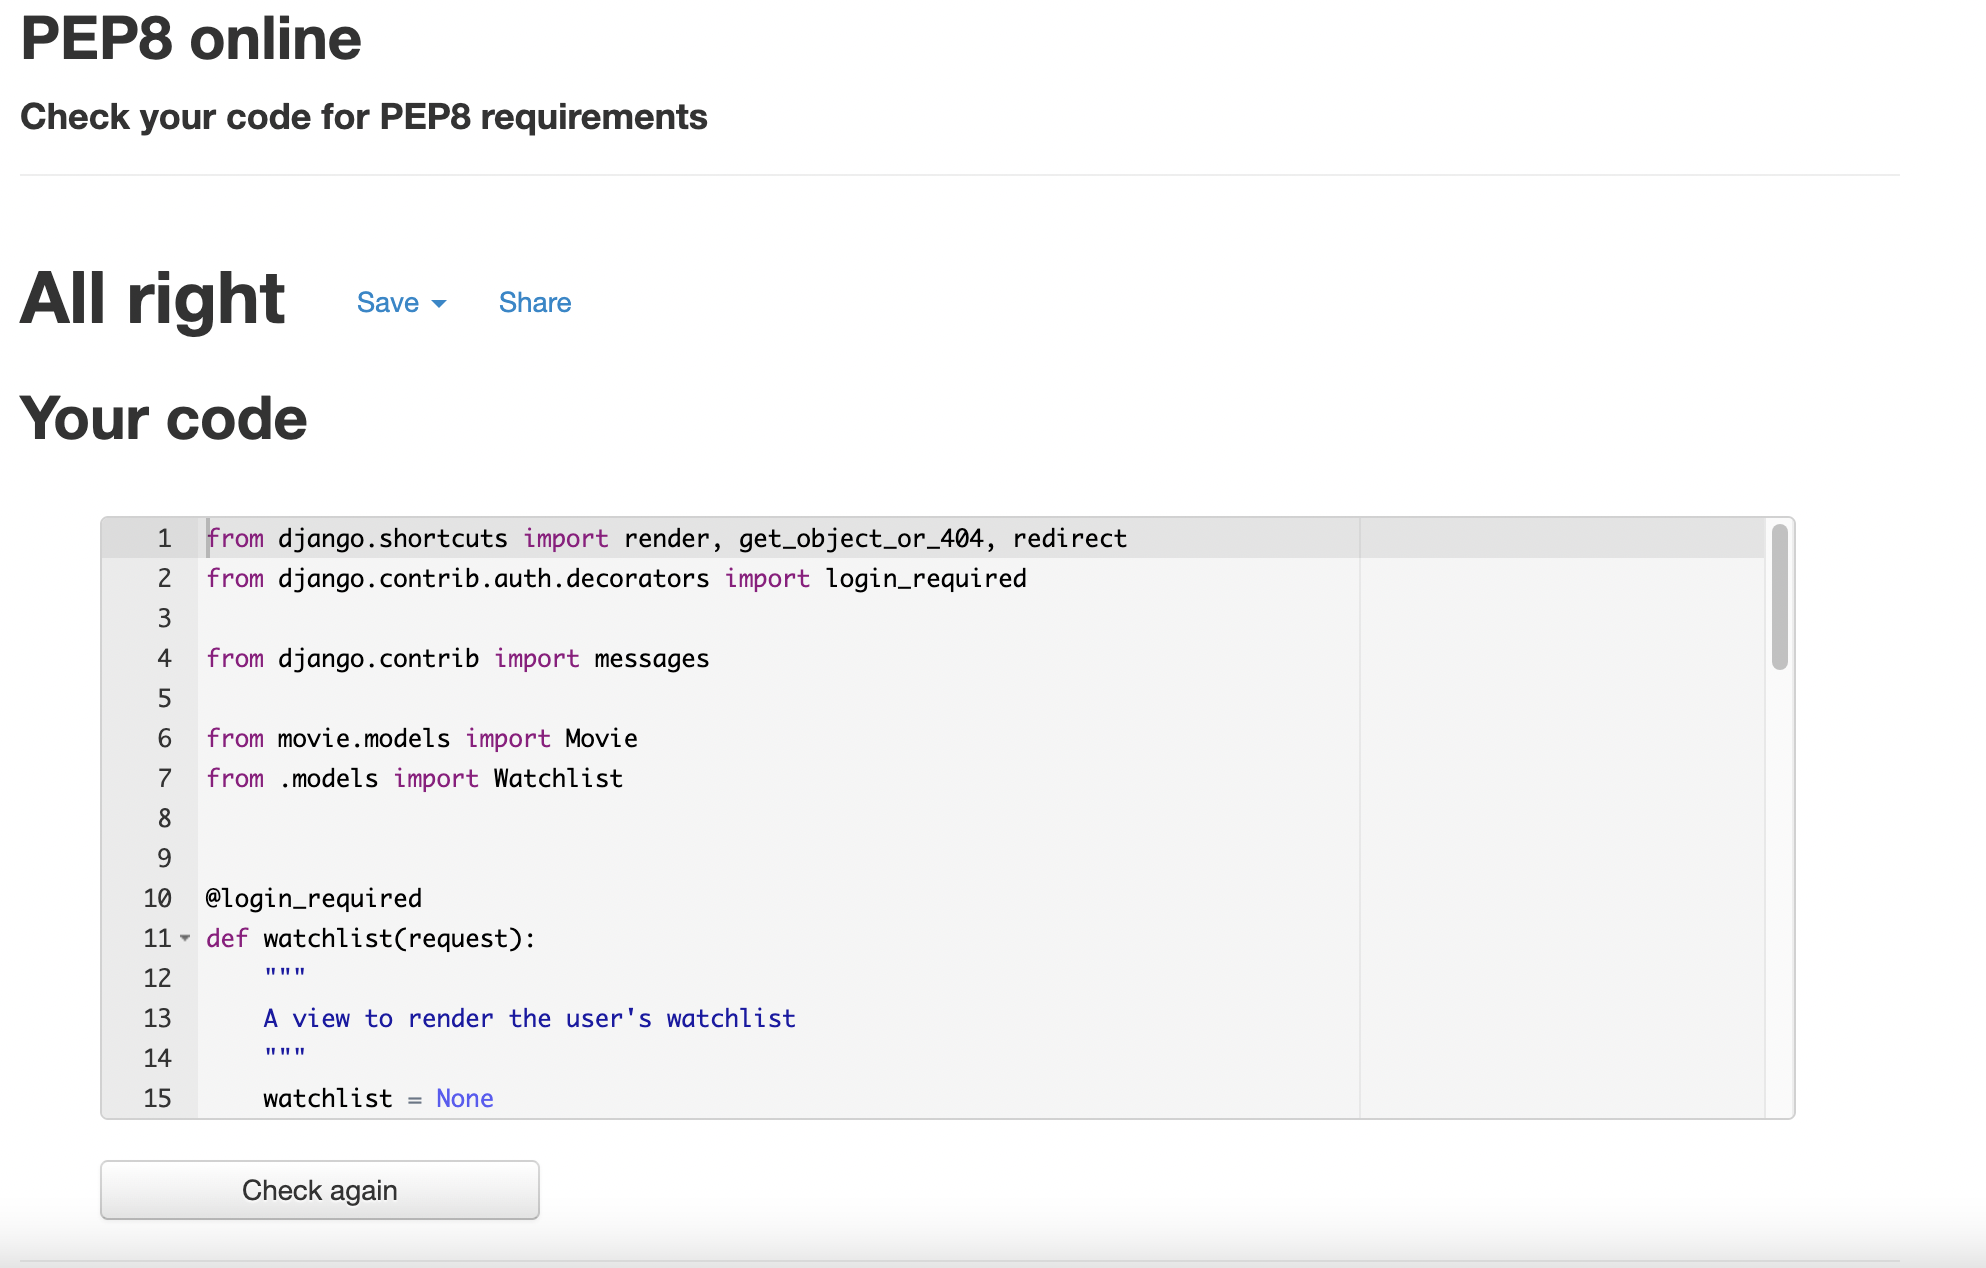 PEP8 online
Check your code for PEP8 requirements
All right Save Share
Your code
1 from django.shortcuts import render, get_object_or_404, redirect
2 from django.contrib.auth.decorators import login_required
3
4 from django.contrib import messages
5
6 from movie.models import Movie
7 from .models import Watchlist
8
9
10 @login_required
11 def watchlist(request):
12     """
13     A view to render the user's watchlist
14     """
15     watchlist = None
Check again